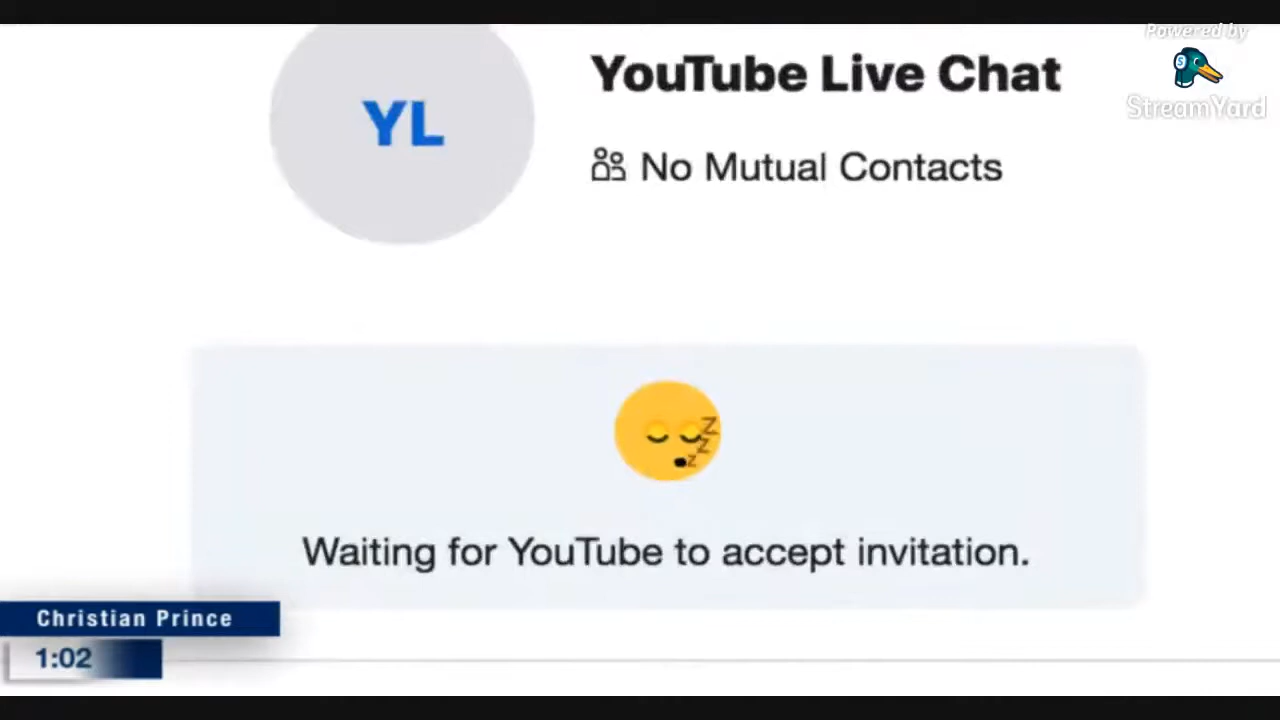 Powered by
StreamYard
YL
YouTube Live Chat
No Mutual Contacts
Waiting for YouTube to accept invitation.
Christian Prince
1:02